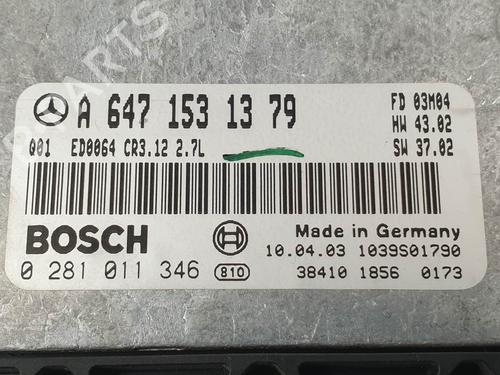 A 647 153 13 79
FD 03M04
HW 43.02
001 ED0064 CR3.12 2.7L
SW 37.02
BOSCH
Made in Germany
10.04.03 1039S01790
0 281 011 346 810
38410 1856 0173